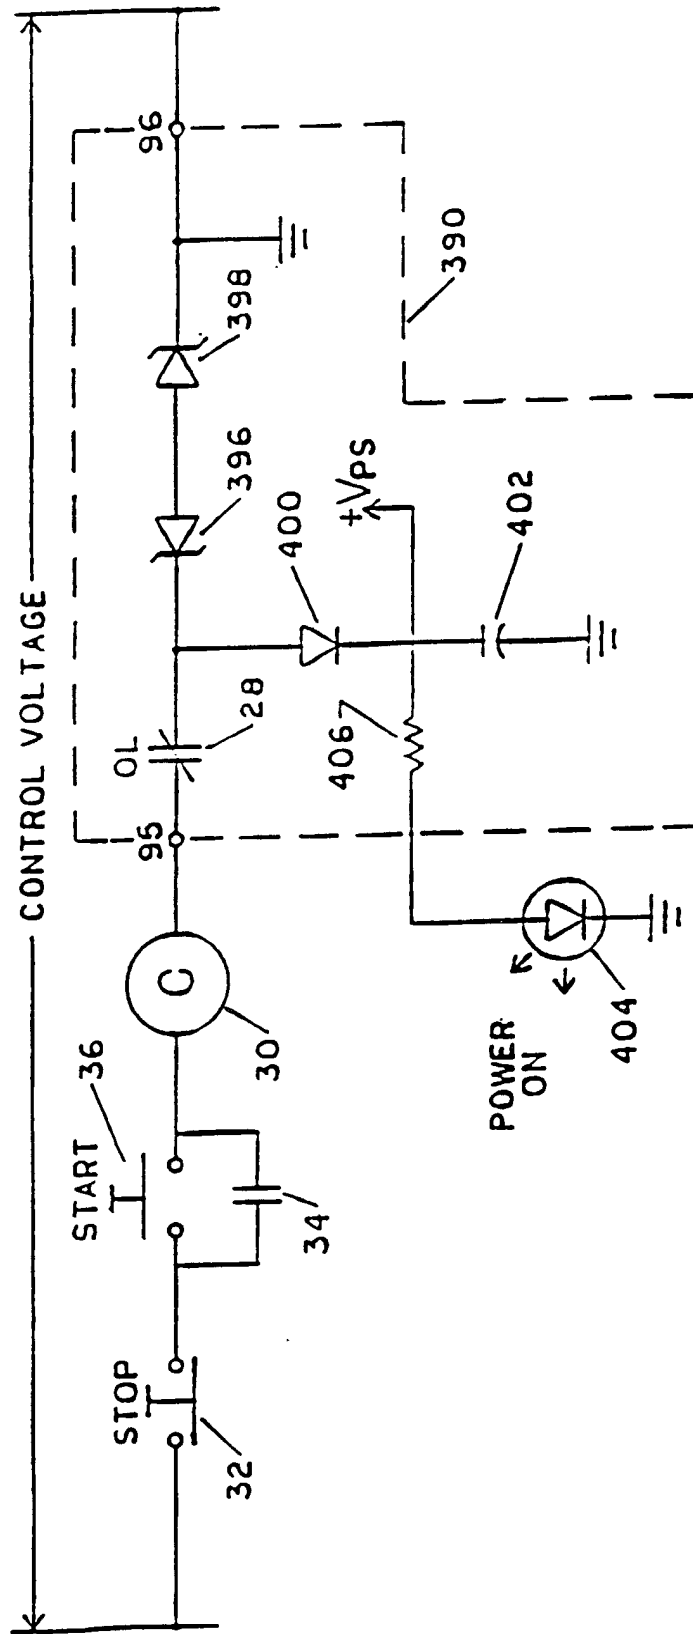 CONTROL VOLTAGE
STOP
32
START
36
34
C
30
95
OL
28
396
398
96
400
+VPS
402
406
390
POWER
ON
404